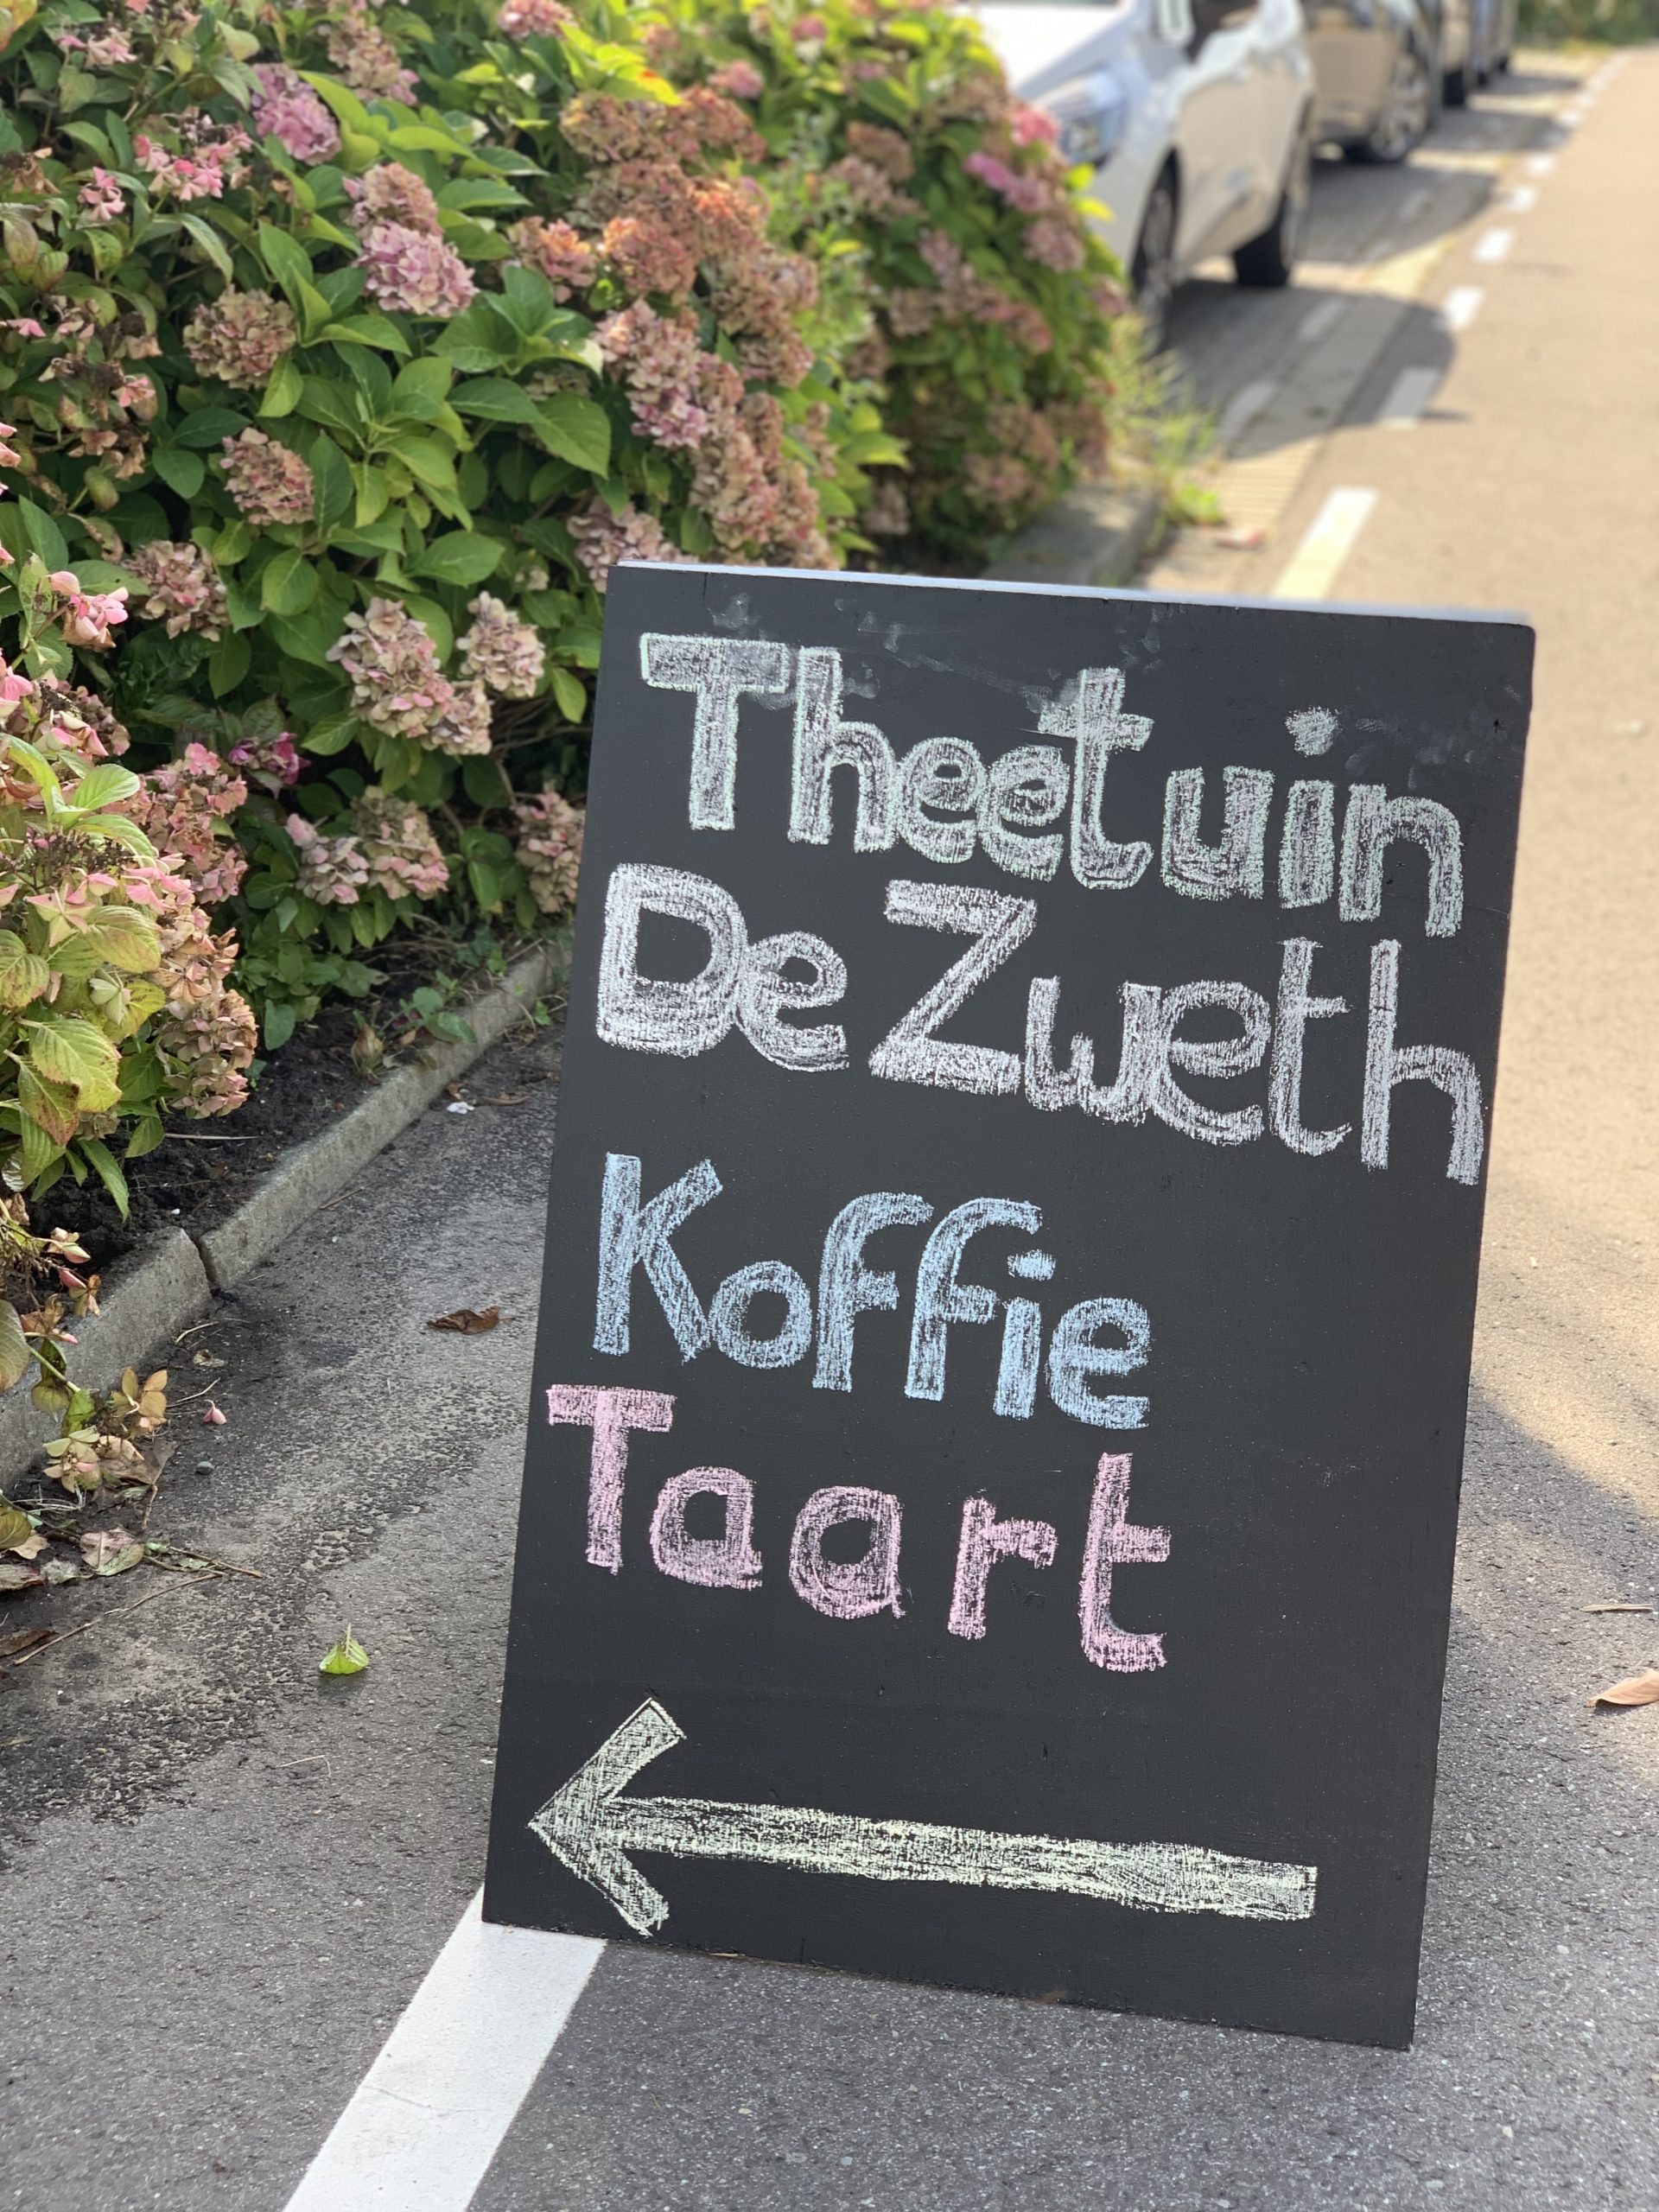 Theetuin
De Zweth
Koffie
Taart